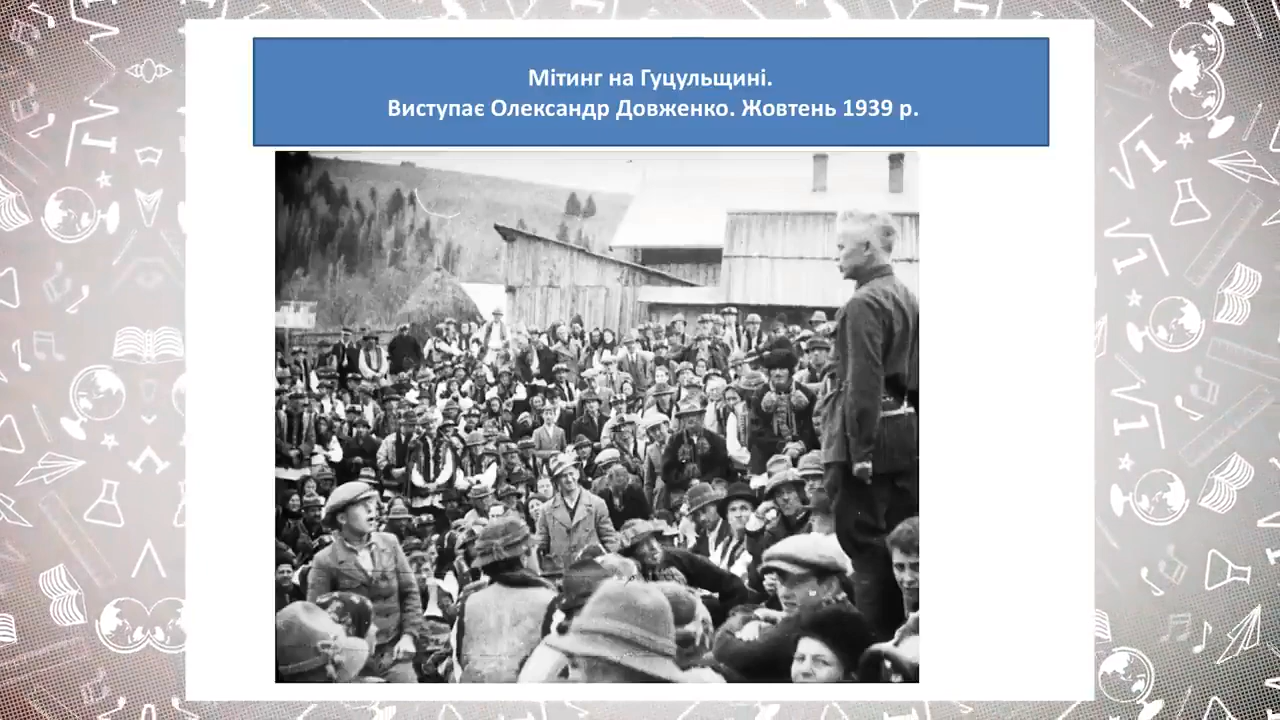 Мітинг на Гуцульщині.
Виступає Олександр Довженко. Жовтень 1939 р.